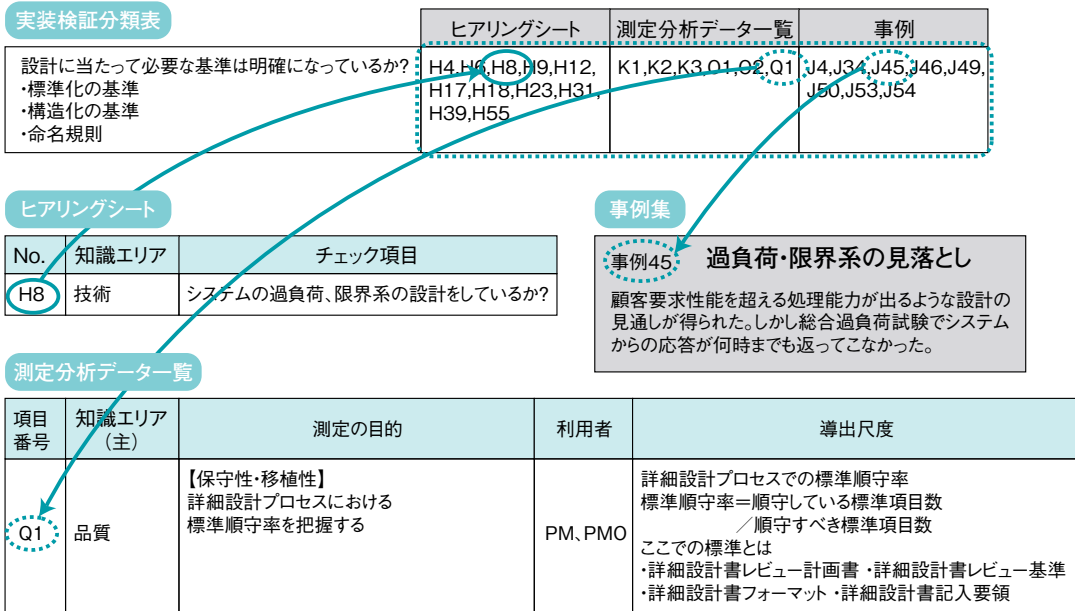 実装検証分類表
ヒアリングシート 測定分析データ一覧 事例
設計に当たって必要な基準は明確になっているか?
・標準化の基準
・構造化の基準
・命名規則
H4,H6,H8,H9,H12,
H17,H18,H23,H31,
H39,H55
K1,K2,K3,O1,O2,Q1
J4,J34,J45,J46,J49,
J50,J53,J54
ヒアリングシート
No. 知識エリア チェック項目
H8 技術 システムの過負荷、限界系の設計をしているか?
事例集
事例45 過負荷・限界系の見落とし
顧客要求性能を超える処理能力が出るような設計の
見通しが得られた。しかし総合過負荷試験でシステム
からの応答が何時までも返ってこなかった。
測定分析データ一覧
項目
番号
知識エリア
(主)
測定の目的
利用者
導出尺度
Q1
品質
【保守性・移植性】
詳細設計プロセスにおける
標準順守率を把握する
PM、PMO
詳細設計プロセスでの標準順守率
標準順守率=順守している標準項目数
/順守すべき標準項目数
ここでの標準とは
・詳細設計書レビュー計画書 ・詳細設計書レビュー基準
・詳細設計書フォーマット ・詳細設計書記入要領